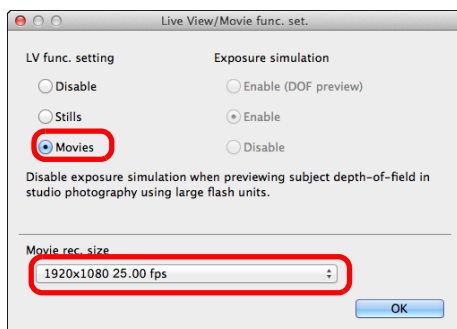 Live View/Movie func. set.
LV func. setting
Exposure simulation
Disable
Enable (DOF preview)
Stills
Enable
Movies
Disable
Disable exposure simulation when previewing subject depth-of-field in
studio photography using large flash units.
Movie rec. size
1920x1080 25.00 fps
OK